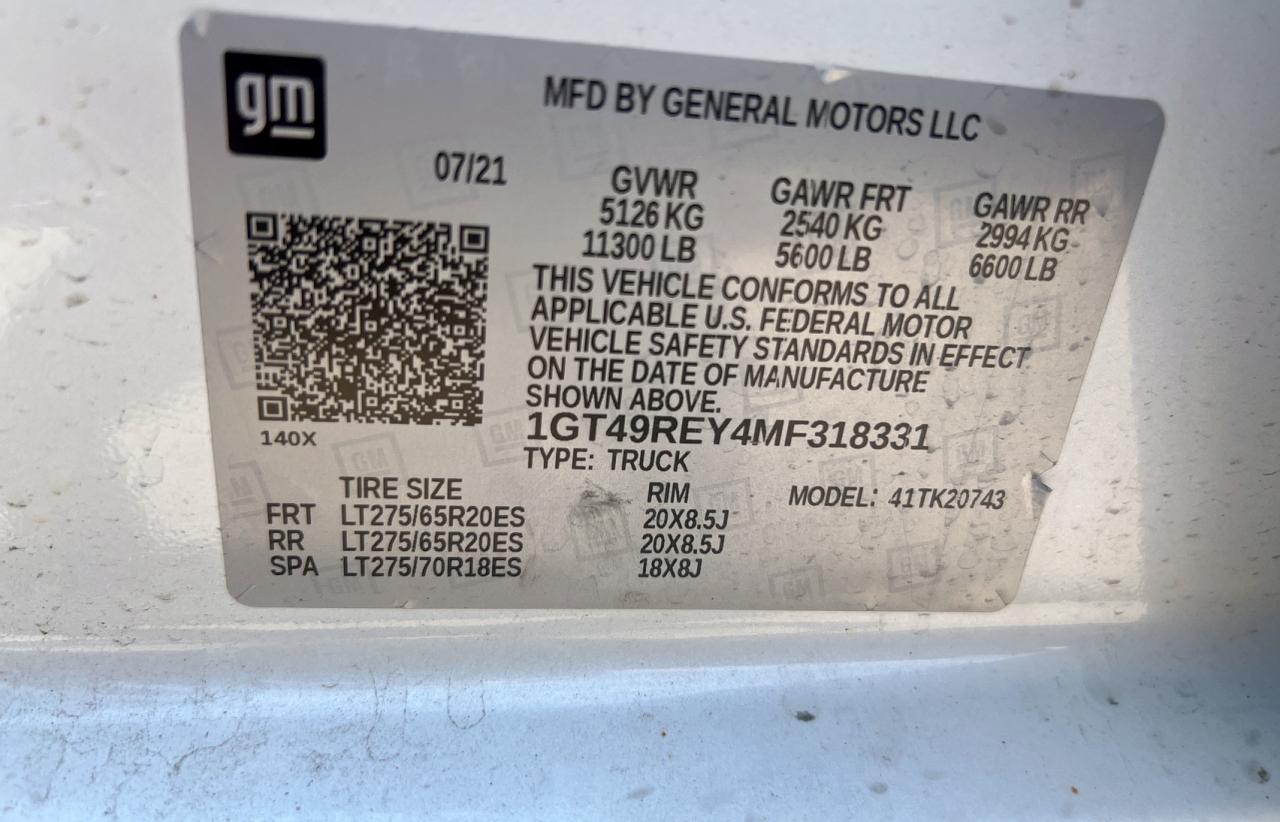 gm
MFD BY GENERAL MOTORS LLC
07/21
GVWR GAWR FRT GAWR RR
5126 KG 2540 KG 2994 KG
11300 LB 5600 LB 6600 LB
THIS VEHICLE CONFORMS TO ALL
APPLICABLE U.S. FEDERAL MOTOR
VEHICLE SAFETY STANDARDS IN EFFECT
ON THE DATE OF MANUFACTURE
SHOWN ABOVE.
1GT49REY4MF318331
140X
TYPE: TRUCK
TIRE SIZE RIM MODEL: 41TK20743
FRT LT275/65R20ES 20X8.5J
RR LT275/65R20ES 20X8.5J
SPA LT275/70R18ES 18X8J